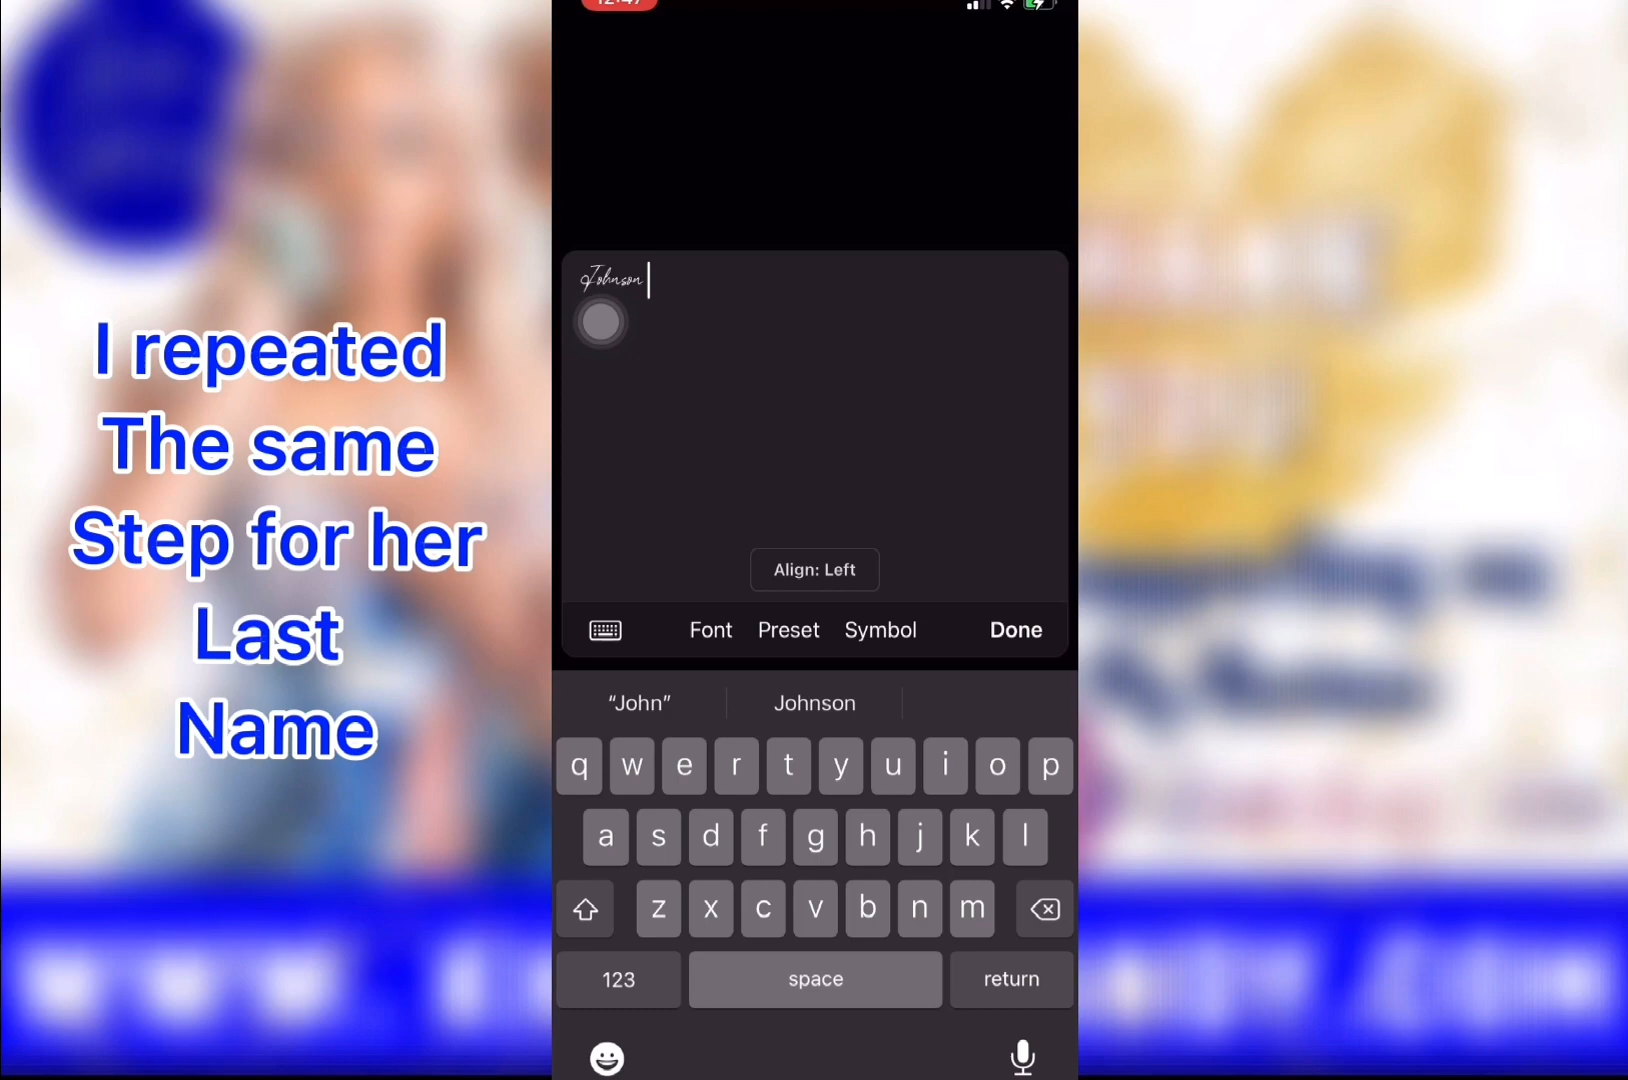 I repeated
The same
Step for her
Last
Name
Johnson
Align: Left
Font Preset Symbol Done
“John” Johnson
q w e r t y u i o p
a s d f g h j k l
z x c v b n m
123 space return